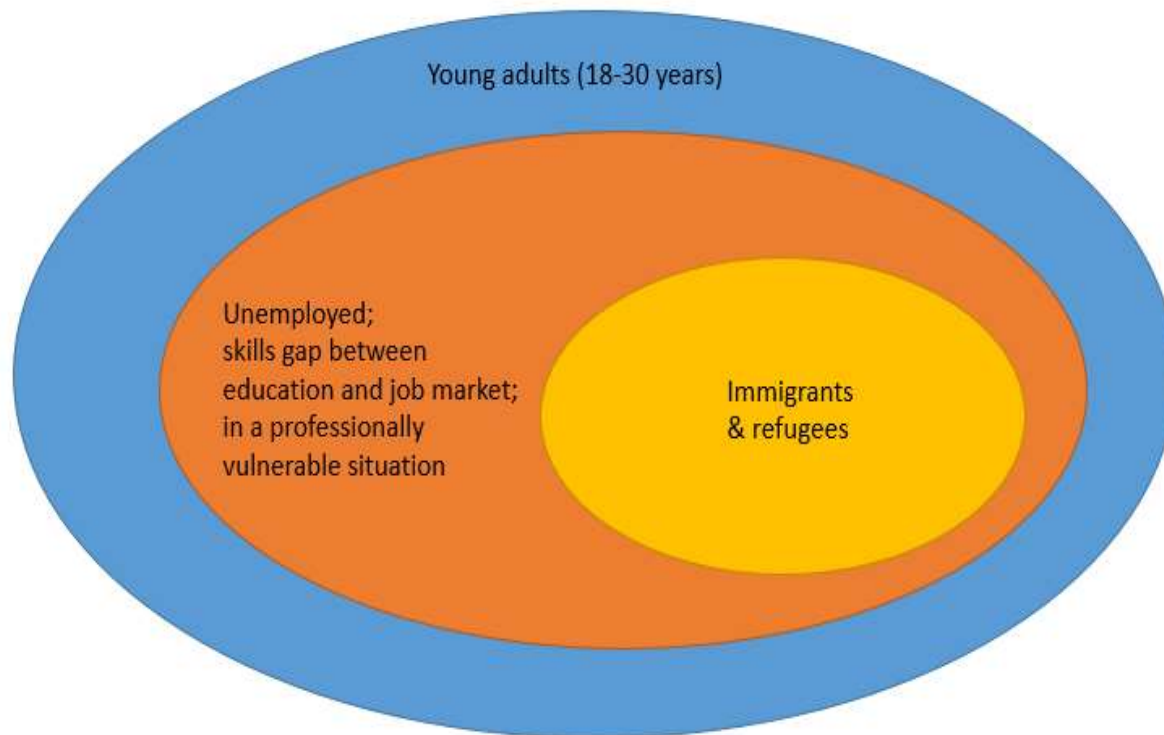 Young adults (18-30 years)
Unemployed;
skills gap between
education and job market;
in a professionally
vulnerable situation
Immigrants
& refugees